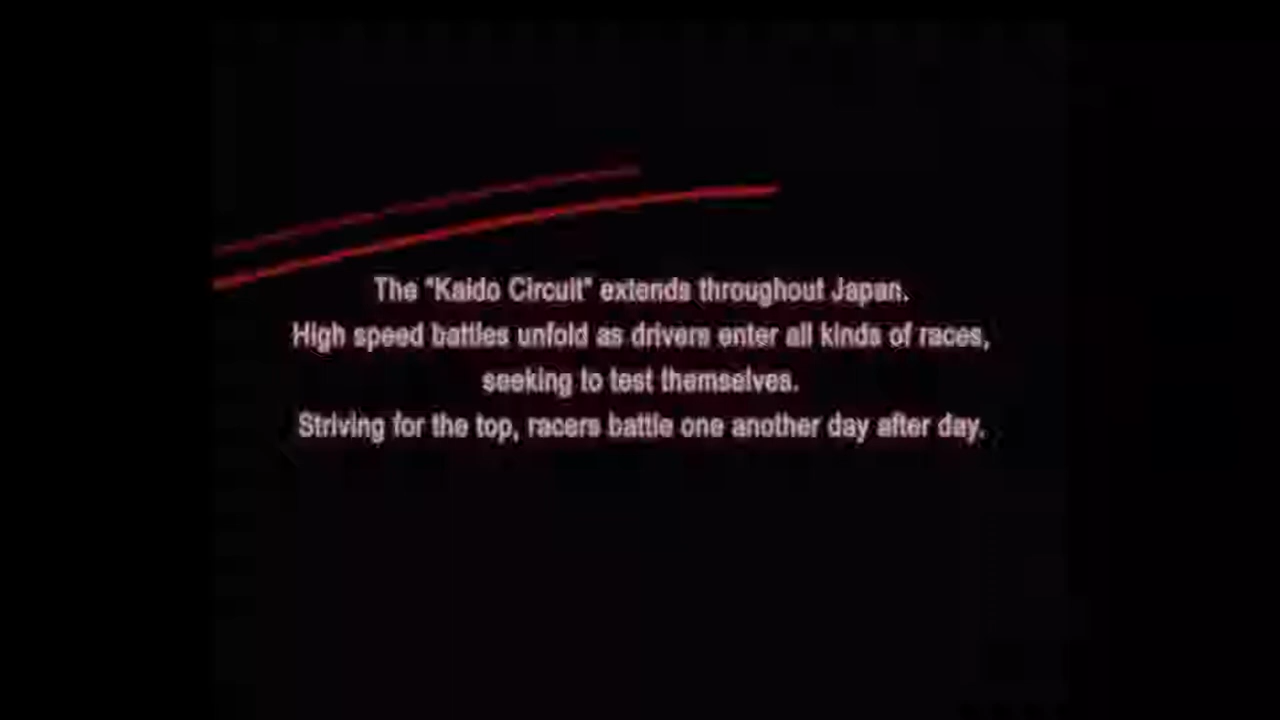 The "Kaido Circuit" extends throughout Japan.
High speed battles unfold as drivers enter all kinds of races,
seeking to test themselves.
Striving for the top, racers battle one another day after day.